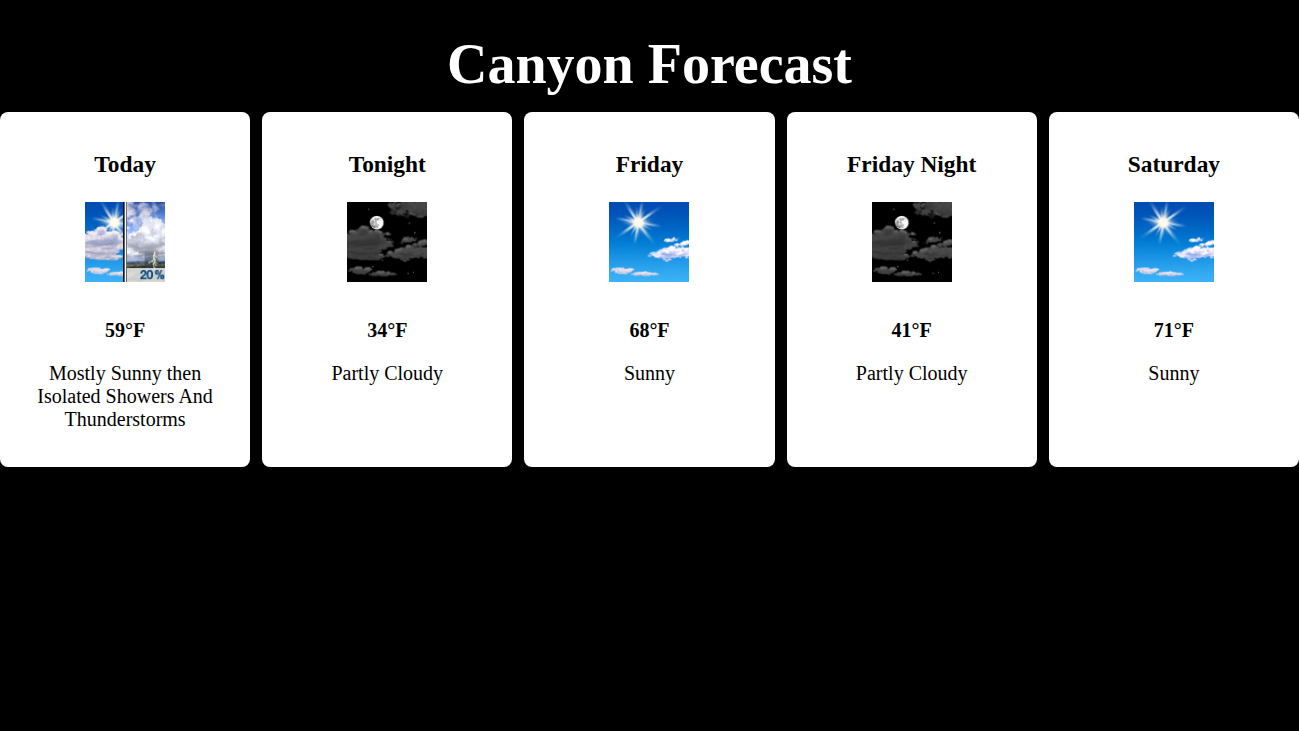 Canyon Forecast
Today
20%
59°F
Mostly Sunny then
Isolated Showers And
Thunderstorms
Tonight
34°F
Partly Cloudy
Friday
68°F
Sunny
Friday Night
41°F
Partly Cloudy
Saturday
71°F
Sunny